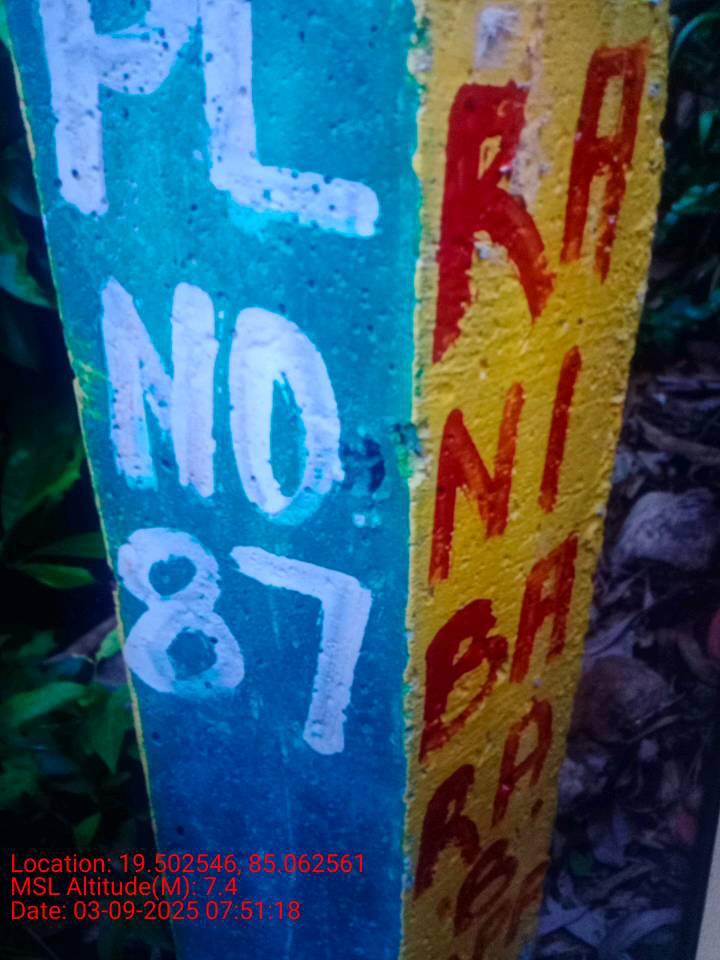 PL
NO
87
RA
NI
BA
RA
Location: 19.502546, 85.062561
MSL Altitude(M): 7.4
Date: 03-09-2025 07:51:18